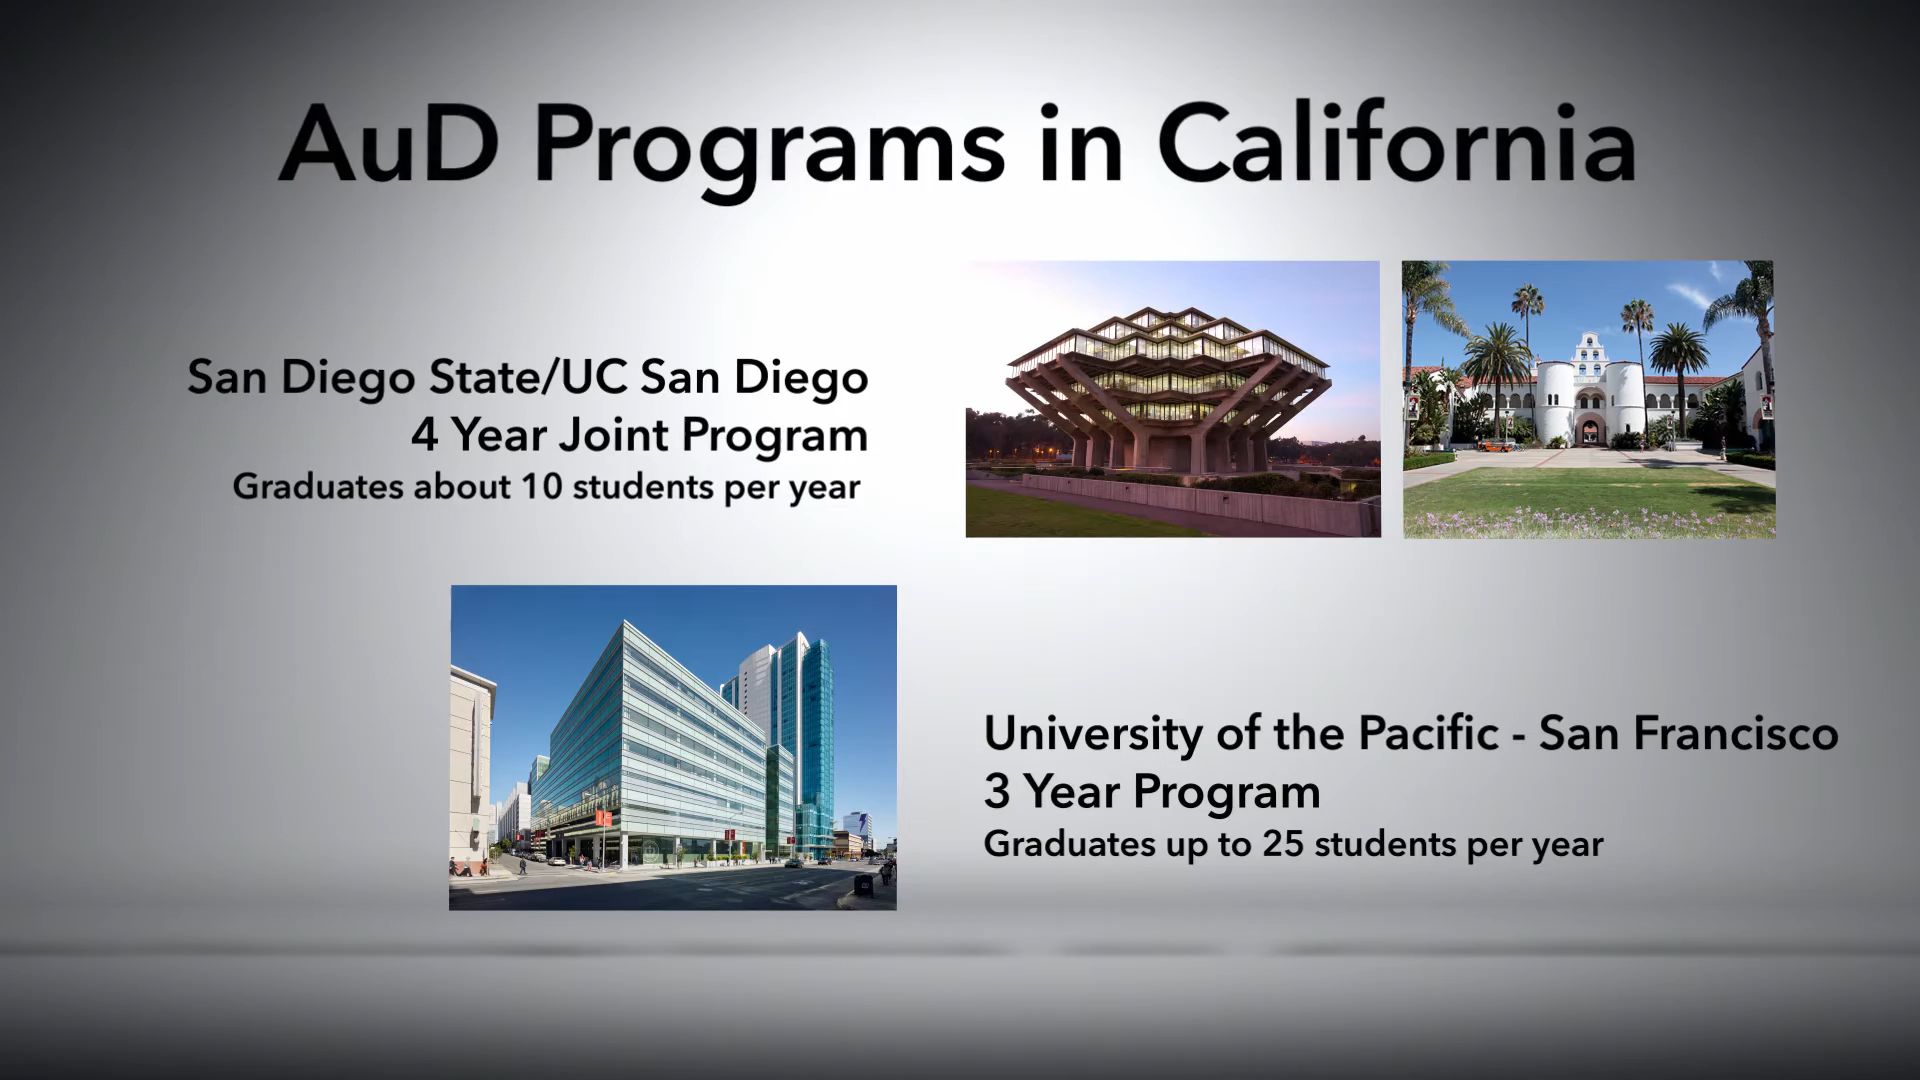 AuD Programs in California
San Diego State/UC San Diego
4 Year Joint Program
Graduates about 10 students per year
University of the Pacific - San Francisco
3 Year Program
Graduates up to 25 students per year